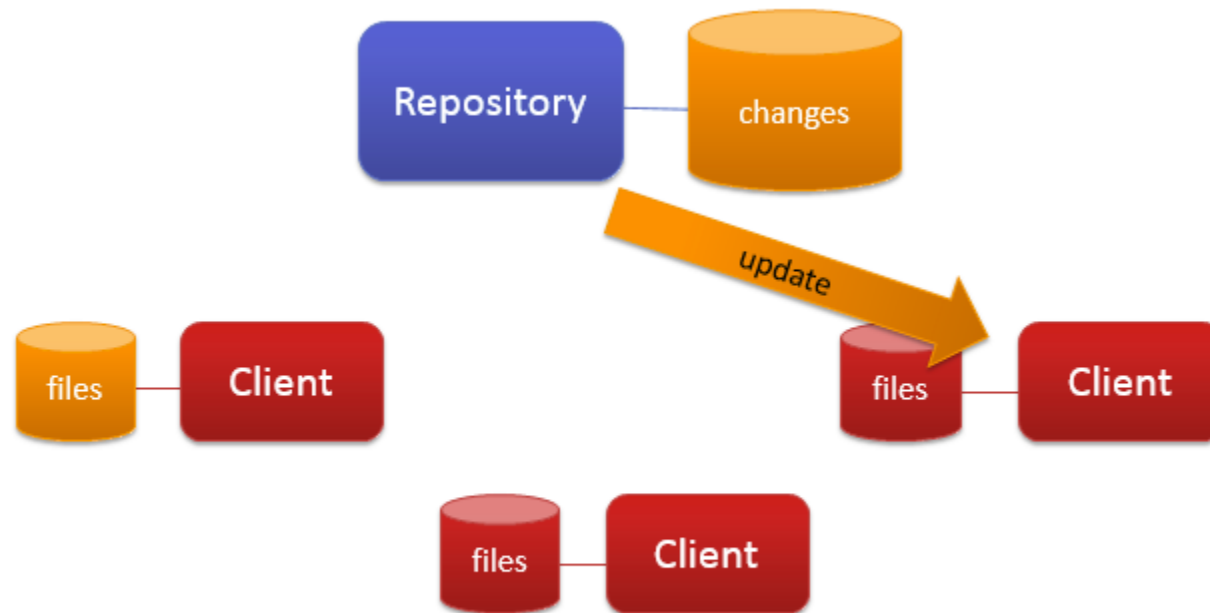 Repository
changes
update
files
Client
files
Client
files
Client